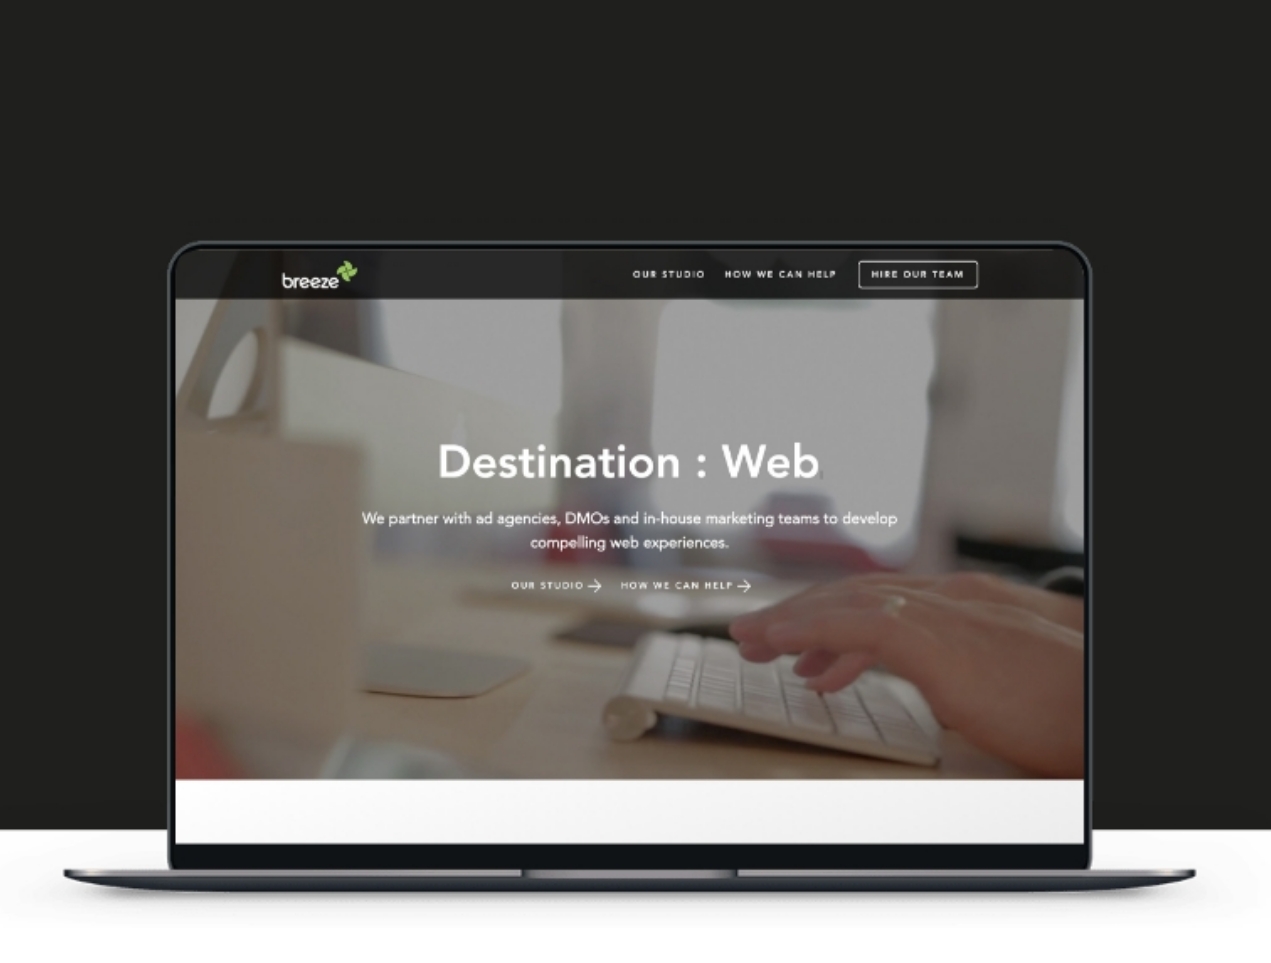 breeze
OUR STUDIO
HOW WE CAN HELP
HIRE OUR TEAM
Destination : Web
We partner with ad agencies, DMOs and in-house marketing teams to develop
compelling web experiences.
OUR STUDIO →
HOW WE CAN HELP →